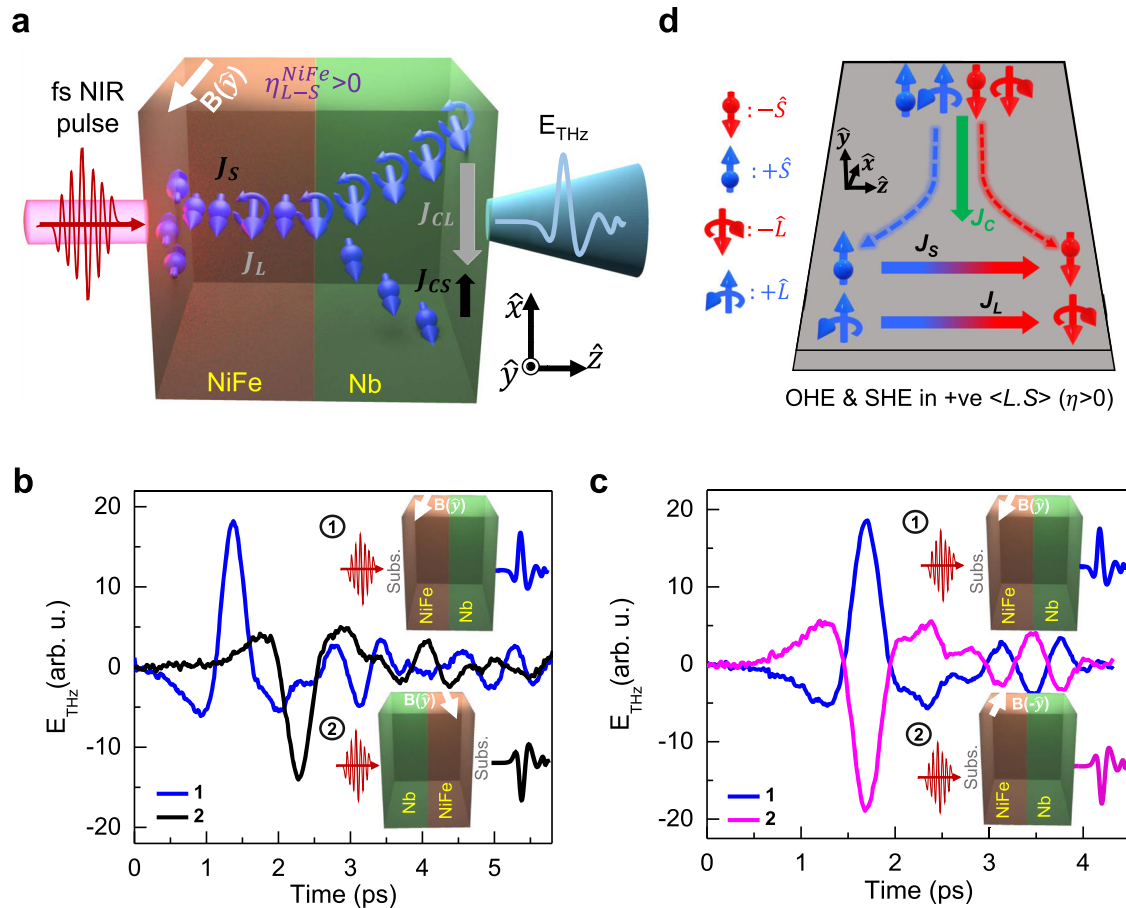 a
fs NIR
pulse
B(ŷ)
η_{L-S}^{NiFe}>0
J_S
J_L
J_CL
J_CS
E_THz
NiFe
Nb
x̂
ŷ
ẑ
d
: −Ŝ
: +Ŝ
: −L̂
: +L̂
ŷ
x̂
ẑ
J_C
J_S
J_L
OHE & SHE in +ve <L.S> (η>0)
b
E_THz (arb. u.)
20
10
0
-10
-20
0
1
2
3
4
5
Time (ps)
1
B(ŷ)
Subs.
NiFe
Nb
2
B(ŷ)
Nb
NiFe
Subs.
1
2
c
E_THz (arb. u.)
20
10
0
-10
-20
0
1
2
3
4
Time (ps)
1
B(ŷ)
Subs.
NiFe
Nb
2
B(-ŷ)
Subs.
NiFe
Nb
1
2